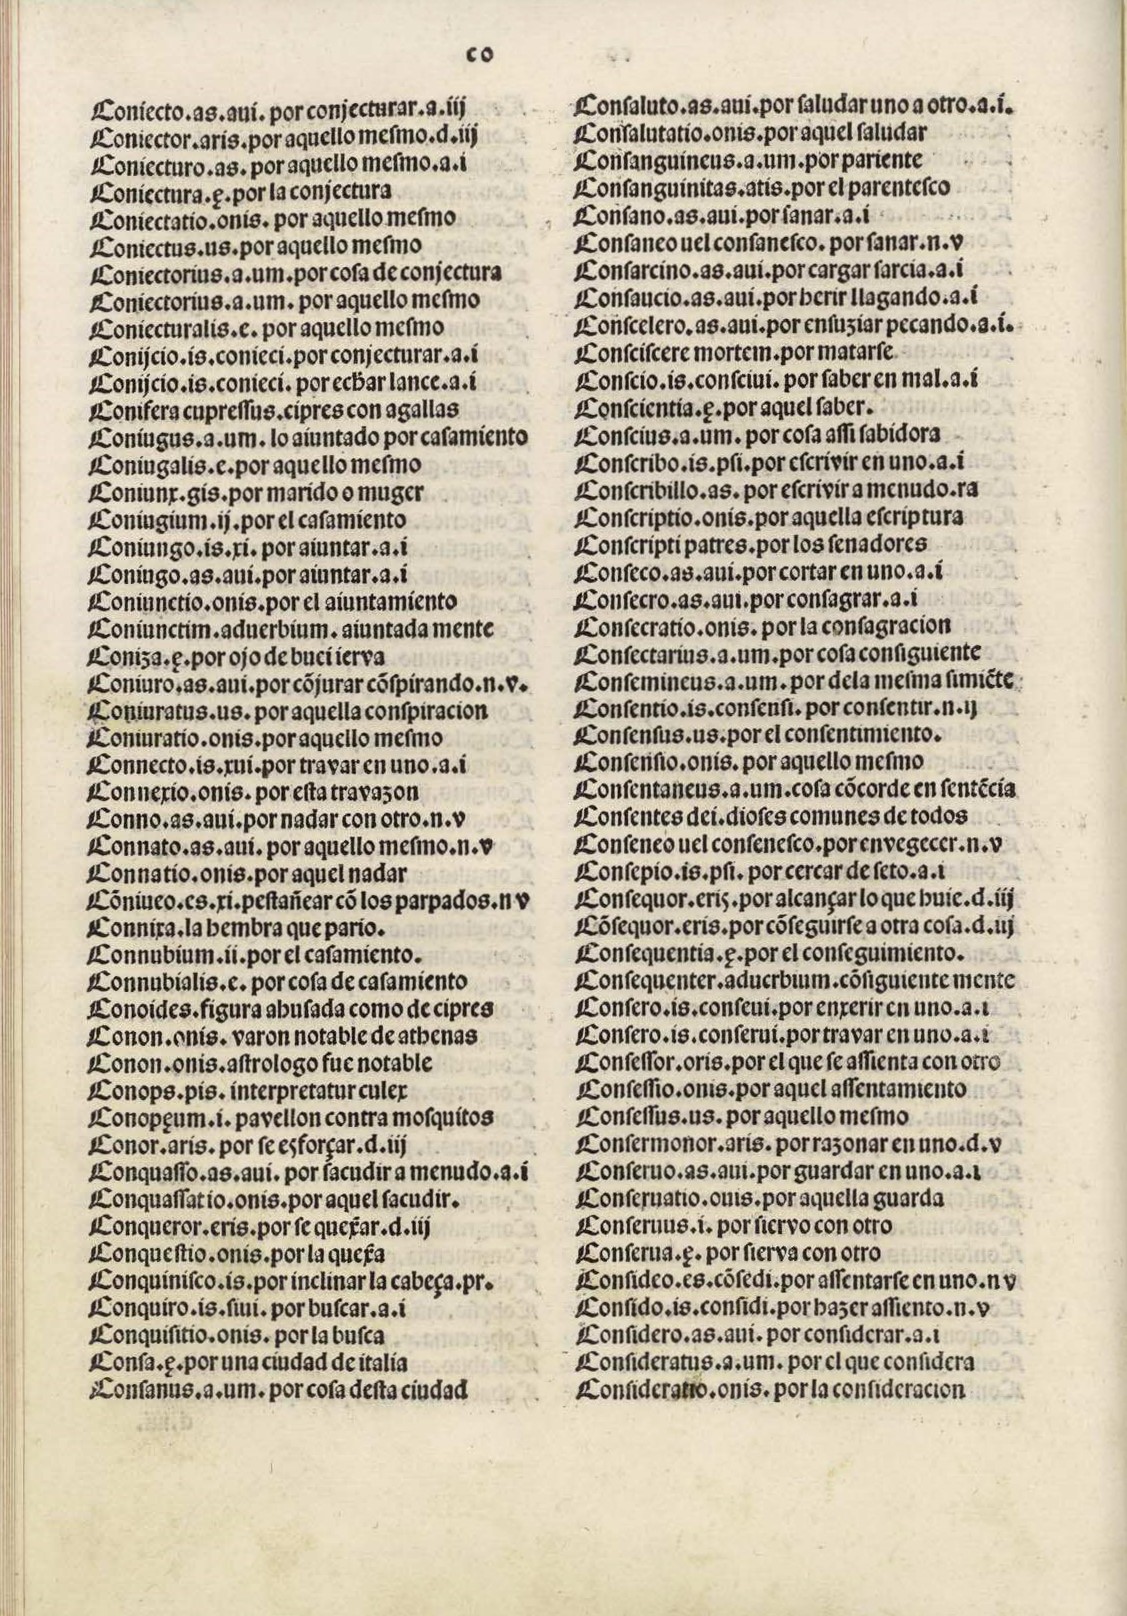 co
Coniecto.as.aui. por conjecturar.a.iij
Coniector.aris.por aquello mesmo.d.iij
Coniecturo.as. por aquello mesmo.a.i
Coniectura.ę.por la conjectura
Coniectatio.onis. por aquello mesmo
Coniectus.us.por aquello mesmo
Coniectorius.a.um.por cosa de conjectura
Coniectorius.a.um. por aquello mesmo
Coniecturalis.e. por aquello mesmo
Conijcio.is.conieci.por conjecturar.a.i
Conijcio.is.conieci. por echar lance.a.i
Conifera cupressus.cipres con agallas
Coniugus.a.um. lo aiuntado por casamiento
Coniugalis.e.por aquello mesmo
Coniunx.gis.por marido o muger
Coniugium.ij.por el casamiento
Coniungo.is.xi. por aiuntar.a.i
Coniugo.as.aui.por aiuntar.a.i
Coniunctio.onis.por el aiuntamiento
Coniunctim.aduerbium. aiuntada mente
Coniza.ę.por ojo de buei ierva
Coniuro.as.aui.por cōjurar cōspirando.n.v.
Coniuratus.us. por aquella conspiracion
Coniuratio.onis.por aquello mesmo
Connecto.is.xui.por travar en uno.a.i
Connexio.onis. por esta travazon
Conno.as.aui.por nadar con otro.n.v
Connato.as.aui. por aquello mesmo.n.v
Connatio.onis.por aquel nadar
Cōniueo.es.xi.pestañear cō los parpados.n v
Connixa.la hembra que pario.
Connubium.ii.por el casamiento.
Connubialis.e. por cosa de casamiento
Conoides.figura abusada como de cipres
Conon.onis. varon notable de athenas
Conon.onis.astrologo fue notable
Conops.pis. interpretatur culex
Conopęum.i. pavellon contra mosquitos
Conor.aris. por se esforçar.d.iij
Conquasso.as.aui. por sacudir a menudo.a.i
Conquassatio.onis.por aquel sacudir.
Conqueror.eris.por se quex̃ar.d.iij
Conquestio.onis.por la quex̃a
Conquinisco.is.por inclinar la cabeça.pr.
Conquiro.is.siui. por buscar.a.i
Conquisitio.onis. por la busca
Consa.ę.por una ciudad de italia
Consanus.a.um. por cosa desta ciudad
Consaluto.as.aui.por saludar uno a otro.a.i.
Consalutatio.onis.por aquel saludar
Consanguineus.a.um.por pariente
Consanguinitas.atis.por el parentesco
Consano.as.aui.por sanar.a.i
Consaneo uel consanesco. por sanar.n.v
Consarcino.as.aui.por cargar sarcia.a.i
Consaucio.as.aui.por herir llagando.a.i
Conscelero.as.aui.por ensuziar pecando.a.i.
Consciscere mortem.por matarse
Conscio.is.consciui. por saber en mal.a.i
Conscientia.ę.por aquel saber.
Conscius.a.um. por cosa assi sabidora
Conscribo.is.psi.por escrivir en uno.a.i
Conscribillo.as. por escrivir a menudo.ra
Conscriptio.onis.por aquella escriptura
Conscripti patres.por los senadores
Conseco.as.aui.por cortar en uno.a.i
Consecro.as.aui.por consagrar.a.i
Consecratio.onis. por la consagracion
Consectarius.a.um.por cosa consiguiente
Consemineus.a.um. por dela mesma simiēte
Consentio.is.consensi. por consentir.n.ij
Consensus.us.por el consentimiento.
Consensio.onis. por aquello mesmo
Consentaneus.a.um.cosa cōcorde en sentēcia
Consentes dei.dioses comunes de todos
Conseneo uel consenesco.por envegecer.n.v
Consepio.is.psi. por cercar de seto.a.i
Consequor.eris.por alcançar lo que huie.d.iij
Cōsequor.eris.por cōseguirse a otra cosa.d.iij
Consequentia.ę.por el conseguimiento.
Consequenter.aduerbium.cōsiguiente mente
Consero.is.conseui.por enxerir en uno.a.i
Consero.is.conserui.por travar en uno.a.i
Consessor.oris.por el que se assienta con otro
Consessio.onis.por aquel assentamiento
Consessus.us. por aquello mesmo
Consermonor.aris. por razonar en uno.d.v
Conseruo.as.aui.por guardar en uno.a.i
Conseruatio.onis.por aquella guarda
Conseruus.i. por siervo con otro
Conserua.ę. por sierva con otro
Consideo.es.cōsedi.por assentarse en uno.n v
Consido.is.considi.por hazer assiento.n.v
Considero.as.aui. por considerar.a.i
Consideratus.a.um. por el que considera
Consideratio.onis. por la consideracion